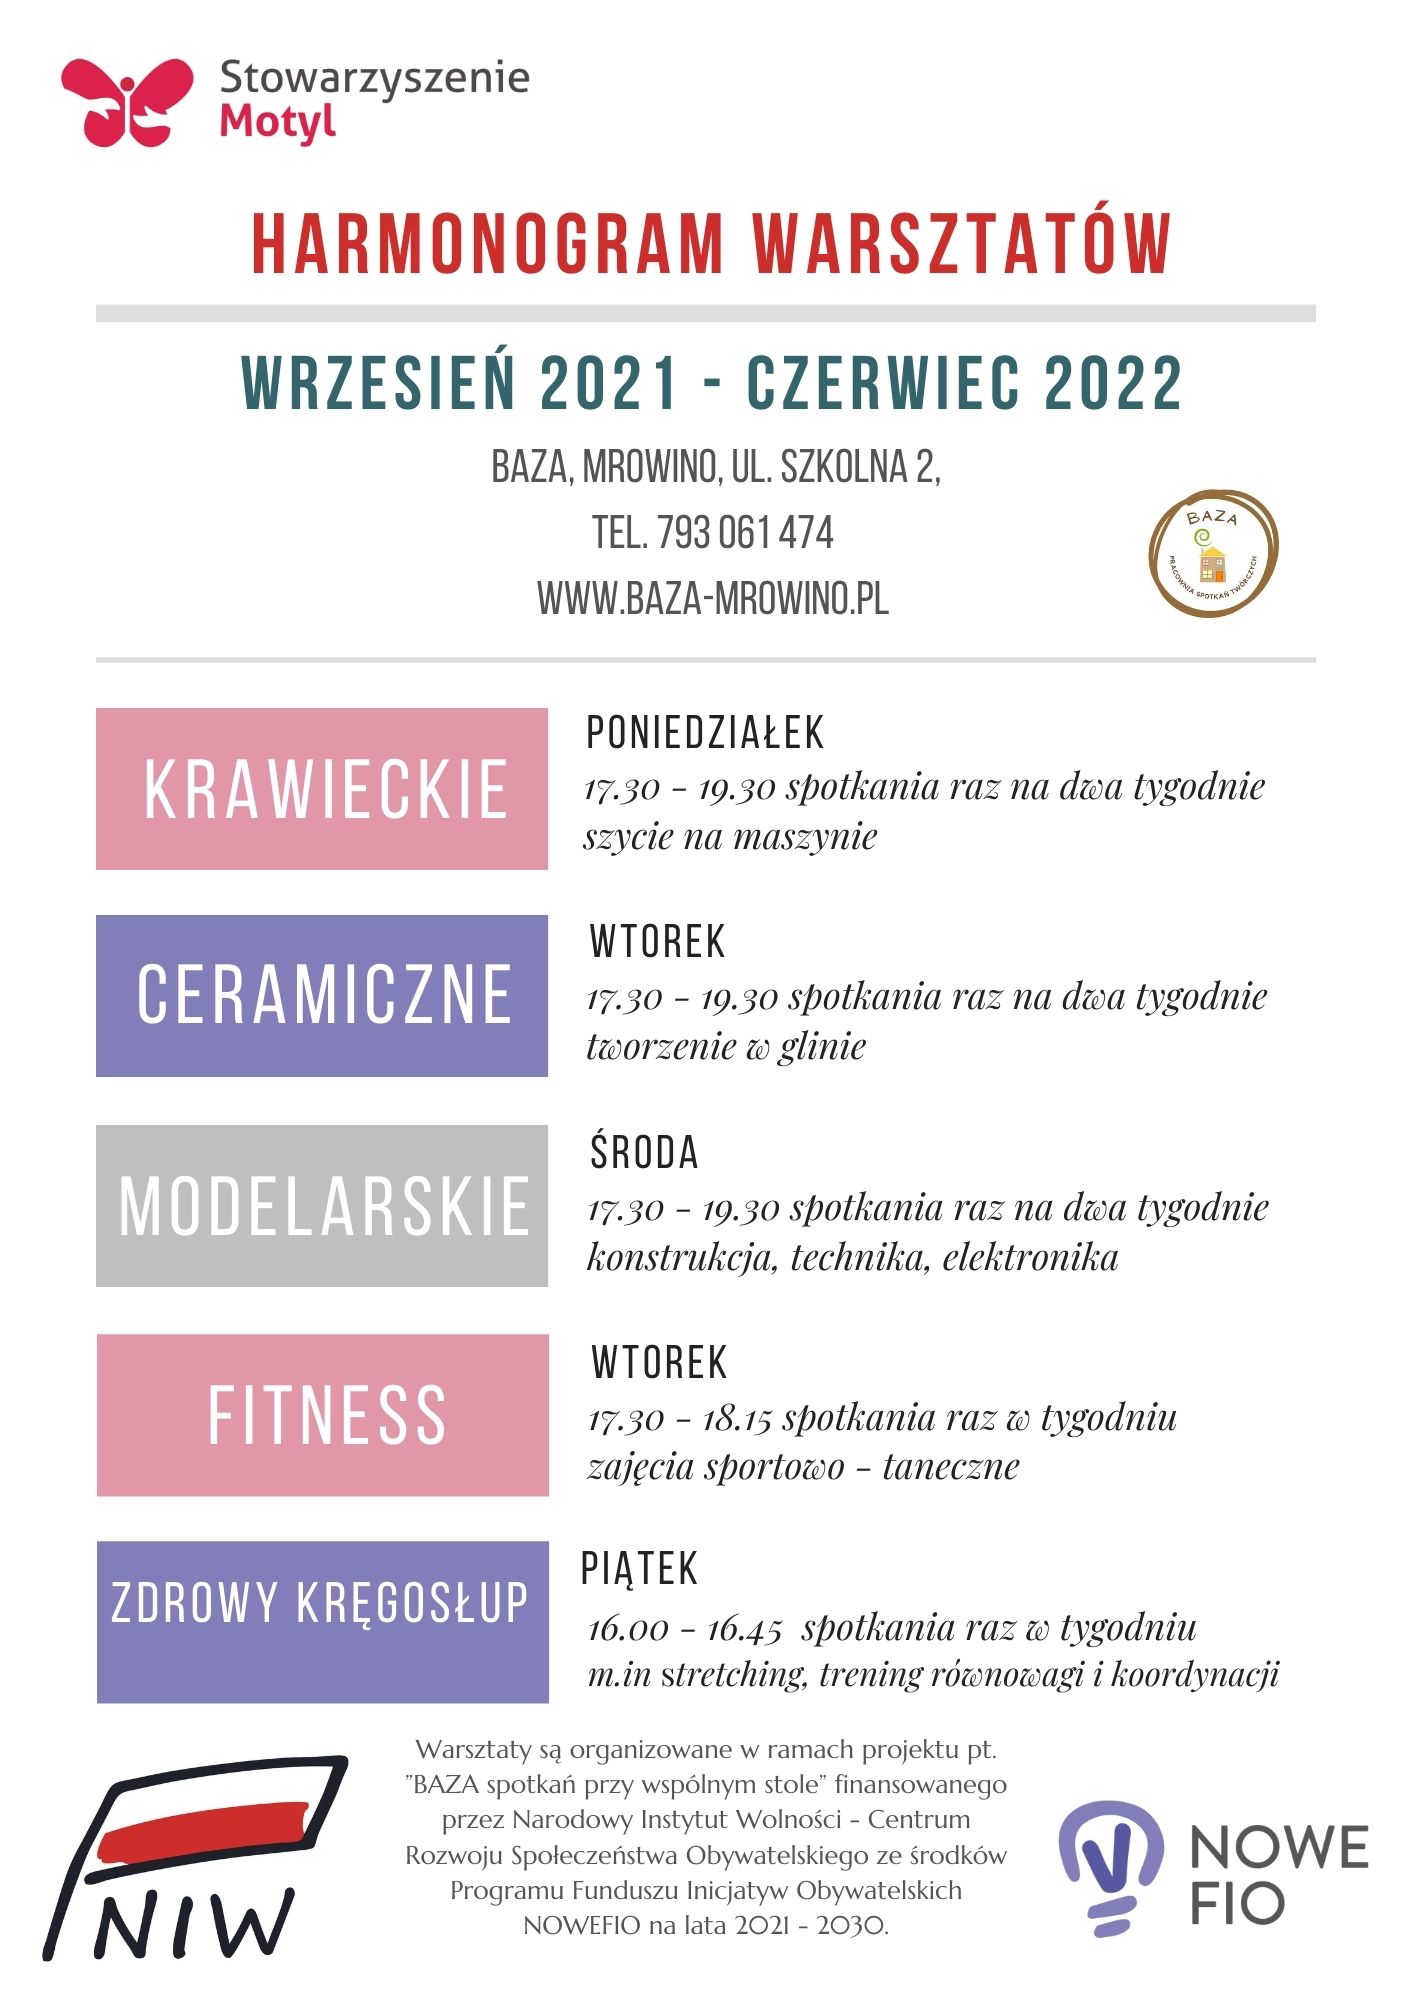 Stowarzyszenie
Motyl
HARMONOGRAM WARSZTATÓW
WRZESIEŃ 2021 - CZERWIEC 2022
BAZA, MROWINO, UL. SZKOLNA 2,
TEL. 793 061 474
WWW.BAZA-MROWINO.PL
BAZA
PRACOWNIA SPOTKAŃ TWÓRCZYCH
KRAWIECKIE
PONIEDZIAŁEK
17.30 - 19.30 spotkania raz na dwa tygodnie
szycie na maszynie
CERAMICZNE
WTOREK
17.30 - 19.30 spotkania raz na dwa tygodnie
tworzenie w glinie
MODELARSKIE
ŚRODA
17.30 - 19.30 spotkania raz na dwa tygodnie
konstrukcja, technika, elektronika
FITNESS
WTOREK
17.30 - 18.15 spotkania raz w tygodniu
zajęcia sportowo - taneczne
ZDROWY KRĘGOSŁUP
PIĄTEK
16.00 - 16.45 spotkania raz w tygodniu
m.in stretching, trening równowagi i koordynacji
Warsztaty są organizowane w ramach projektu pt.
"BAZA spotkań przy wspólnym stole" finansowanego
przez Narodowy Instytut Wolności - Centrum
Rozwoju Społeczeństwa Obywatelskiego ze środków
Programu Funduszu Inicjatyw Obywatelskich
NOWEFIO na lata 2021 - 2030.
NIW
NOWE
FIO